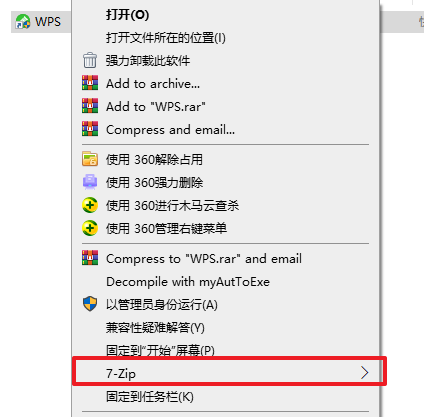 打开(O)
WPS
打开文件所在的位置(I)
强力卸载此软件
Add to archive...
Add to "WPS.rar"
Compress and email...
使用 360解除占用
使用 360强力删除
使用 360进行木马云查杀
使用 360管理右键菜单
Compress to "WPS.rar" and email
Decompile with myAutToExe
以管理员身份运行(A)
兼容性疑难解答(Y)
固定到"开始"屏幕(P)
7-Zip
固定到任务栏(K)